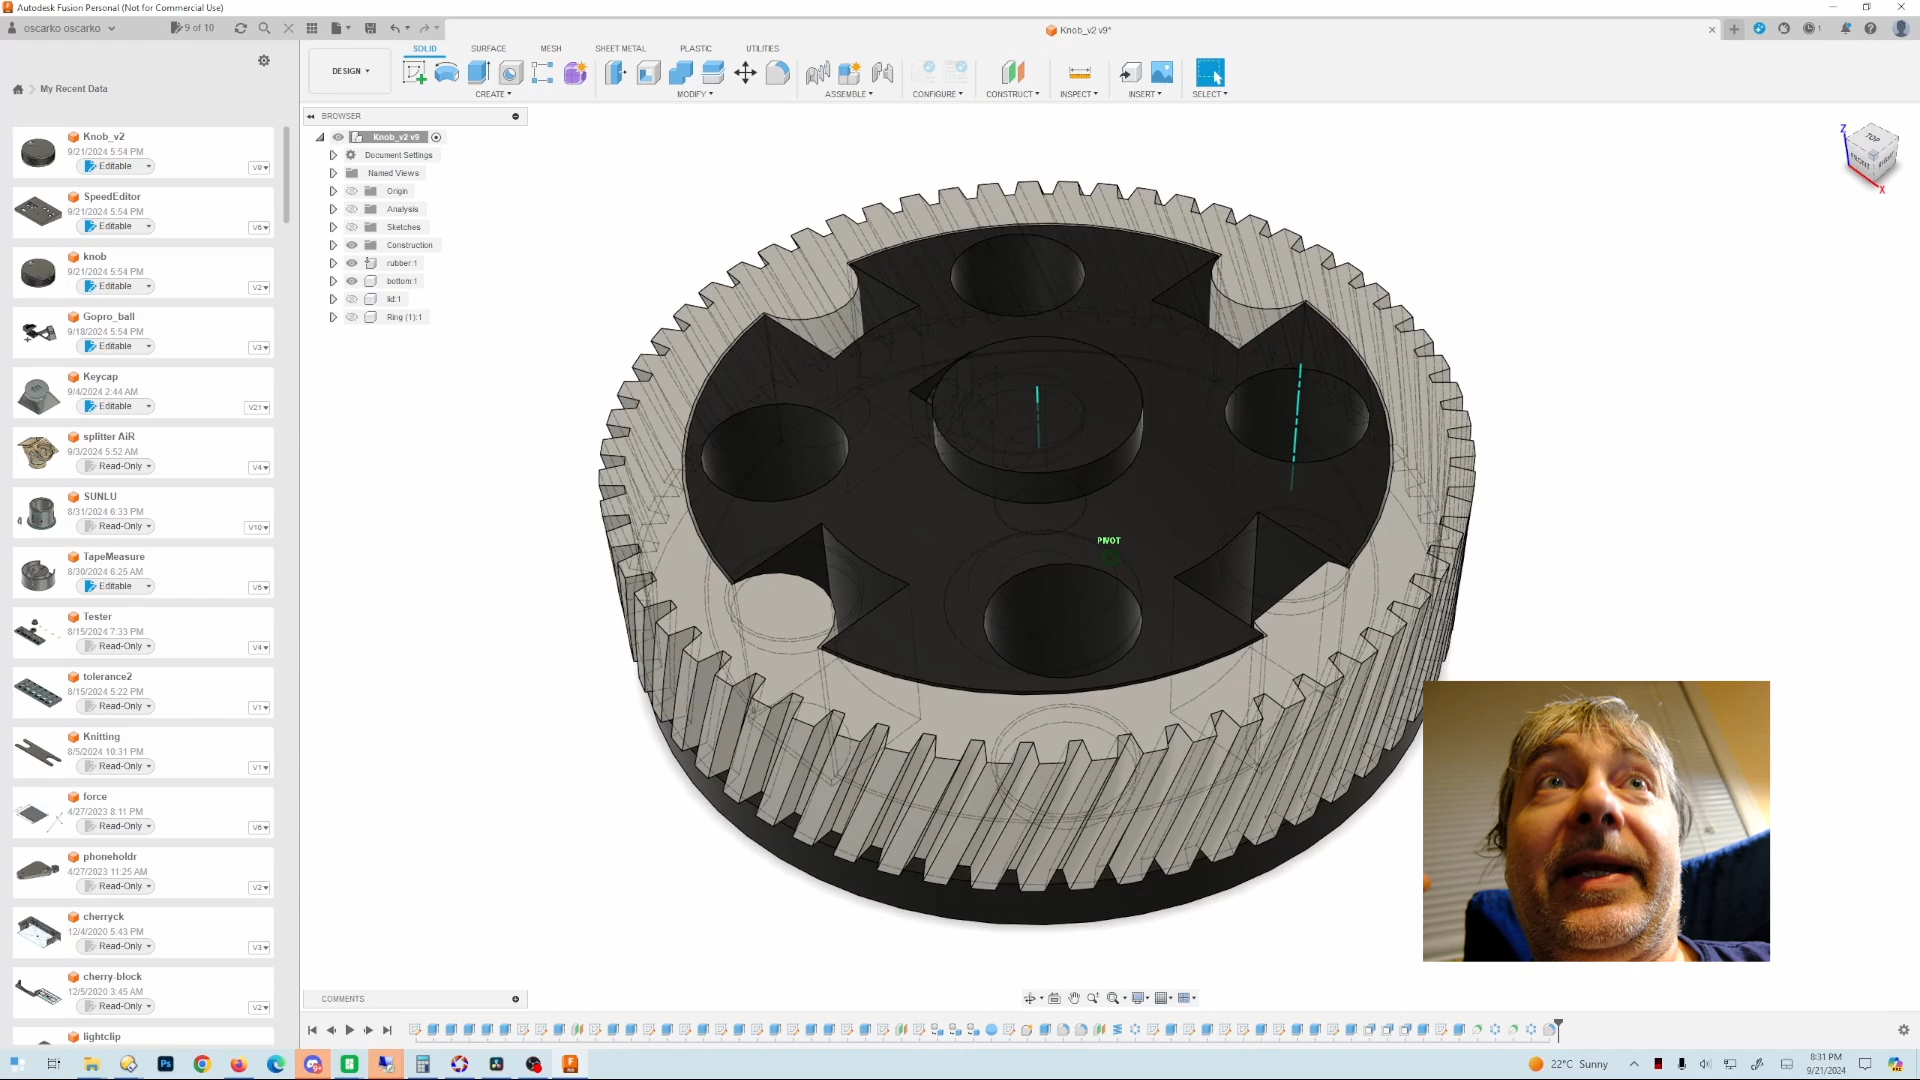 Autodesk Fusion Personal (Not for Commercial Use)
oscarko oscarko
9 of 10
Knob_v2 v9*
1
My Recent Data
Knob_v2
9/21/2024 5:54 PM
Editable
V9
SpeedEditor
9/21/2024 5:54 PM
Editable
V6
knob
9/21/2024 5:54 PM
Editable
V2
Gopro_ball
9/18/2024 5:54 PM
Editable
V3
Keycap
9/4/2024 2:44 AM
Editable
V21
splitter AiR
9/3/2024 5:52 AM
Read-Only
V4
SUNLU
8/31/2024 6:33 PM
Read-Only
V10
TapeMeasure
8/30/2024 6:25 AM
Editable
V5
Tester
8/15/2024 7:33 PM
Read-Only
V4
tolerance2
8/15/2024 5:22 PM
Read-Only
V1
Knitting
8/5/2024 10:31 PM
Read-Only
V1
force
4/27/2023 8:11 PM
Read-Only
V6
phoneholdr
4/27/2023 11:25 AM
Read-Only
V2
cherryck
12/4/2020 5:43 PM
Read-Only
V3
cherry-block
12/5/2020 3:45 AM
Read-Only
V2
lightclip
DESIGN
SOLID
SURFACE
MESH
SHEET METAL
PLASTIC
UTILITIES
CREATE
MODIFY
ASSEMBLE
CONFIGURE
CONSTRUCT
INSPECT
INSERT
SELECT
BROWSER
Knob_v2 v9
Document Settings
Named Views
Origin
Analysis
Sketches
Construction
rubber:1
bottom:1
lid:1
Ring (1):1
Z
TOP
FRONT
RIGHT
X
PIVOT
COMMENTS
22°C Sunny
8:31 PM
9/21/2024